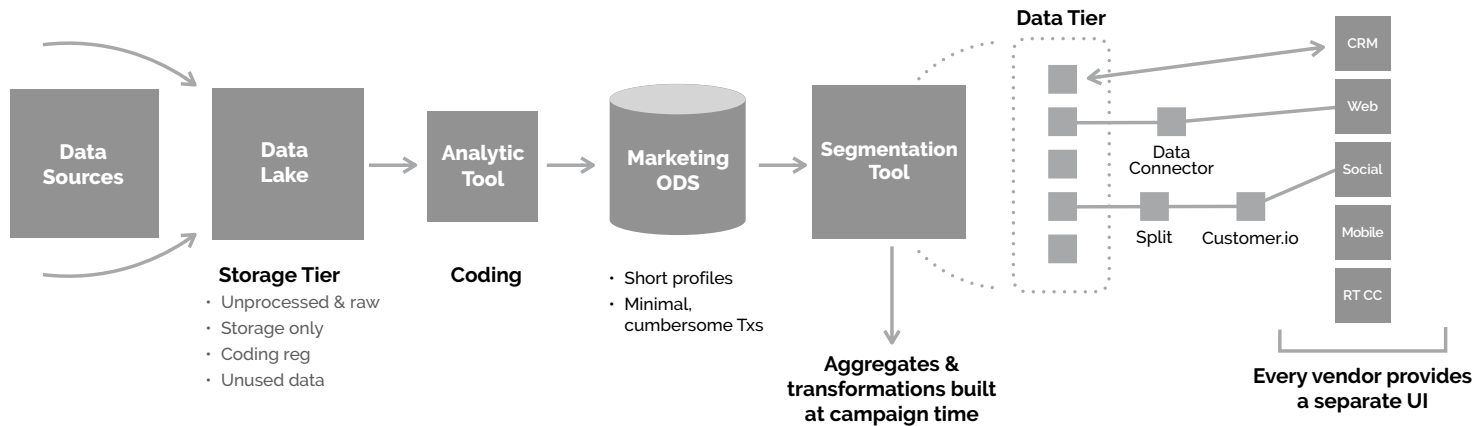 Data Tier
Data
Sources
Data
Lake
Storage Tier
• Unprocessed & raw
• Storage only
• Coding reg
• Unused data
Analytic
Tool
Coding
Marketing
ODS
• Short profiles
• Minimal,
cumbersome Txs
Segmentation
Tool
Aggregates &
transformations built
at campaign time
Data
Connector
Split
Customer.io
CRM
Web
Social
Mobile
RT CC
Every vendor provides
a separate UI